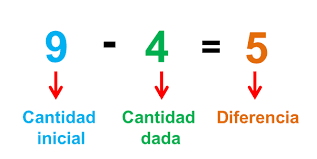 9 - 4 = 5
Cantidad inicial
Cantidad dada
Diferencia